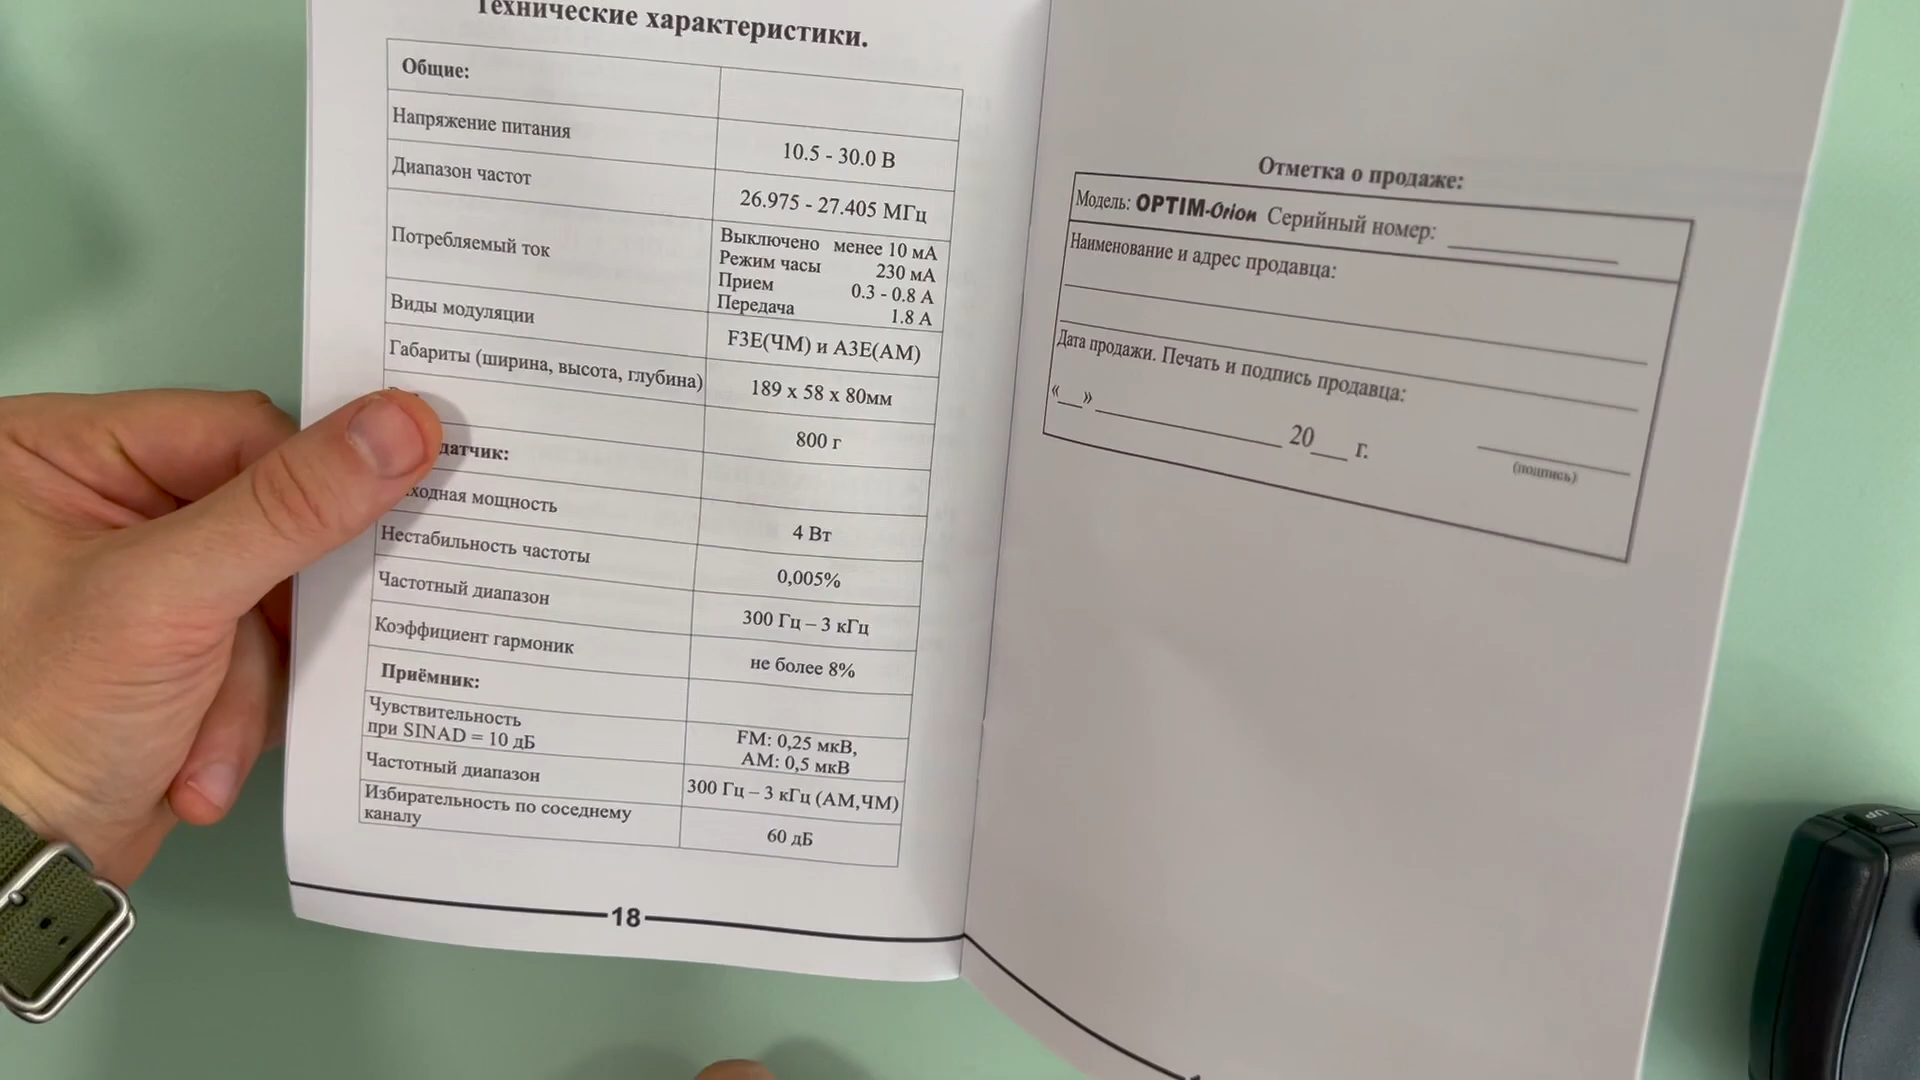 Технические характеристики.
Общие:
Напряжение питания
10.5 - 30.0 В
Диапазон частот
26.975 - 27.405 МГц
Потребляемый ток
Выключено менее 10 мА
Режим часы 230 мА
Прием 0.3 - 0.8 А
Передача 1.8 А
Виды модуляции
F3E(ЧМ) и A3E(АМ)
Габариты (ширина, высота, глубина)
189 x 58 x 80мм
800 г
датчик:
ходная мощность
4 Вт
Нестабильность частоты
0,005%
Частотный диапазон
300 Гц – 3 кГц
Коэффициент гармоник
не более 8%
Приёмник:
Чувствительность
при SINAD = 10 дБ
FM: 0,25 мкВ,
AM: 0,5 мкВ
Частотный диапазон
300 Гц – 3 кГц (АМ,ЧМ)
Избирательность по соседнему
каналу
60 дБ
18
Отметка о продаже:
Модель: OPTIM-Orion Серийный номер:
Наименование и адрес продавца:
Дата продажи. Печать и подпись продавца:
«__»______________ 20___ г.
(подпись)
UP